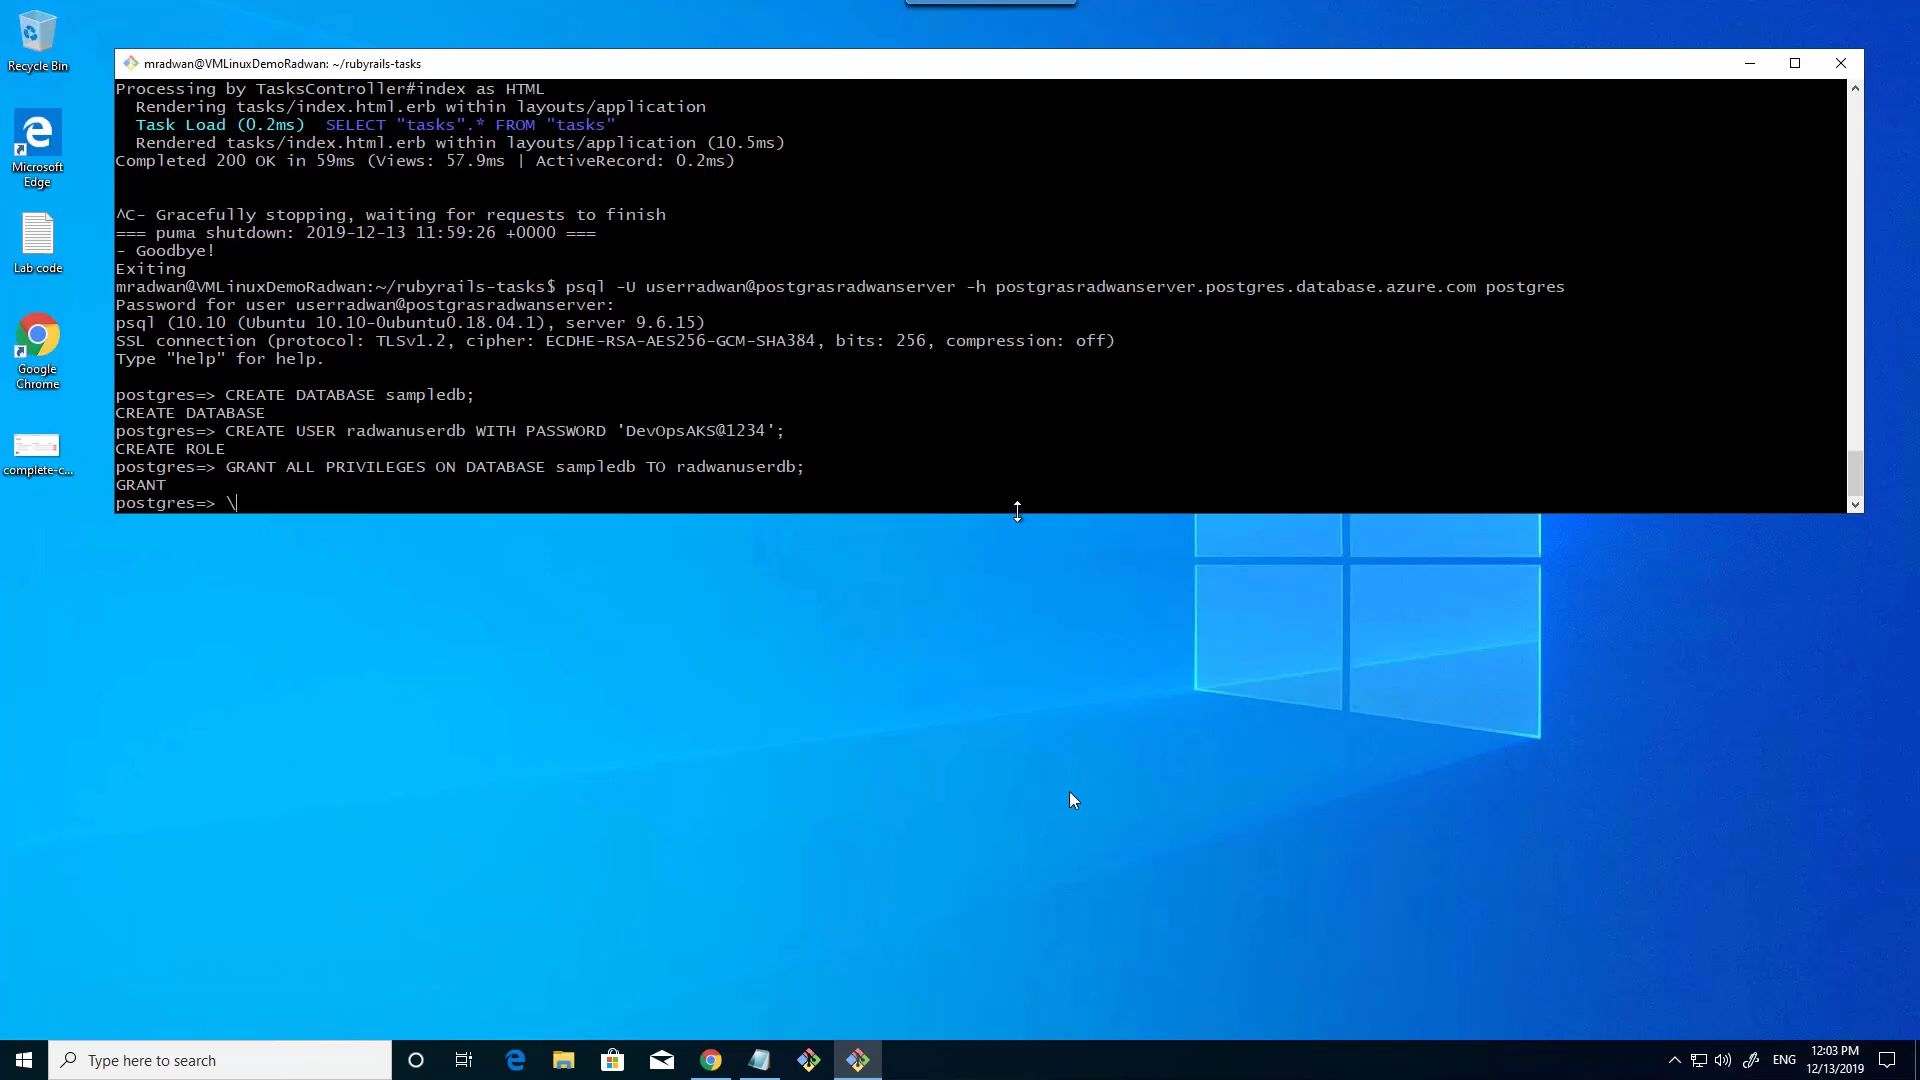 Recycle Bin
Microsoft
Edge
Lab code
Google
Chrome
complete-c...
mradwan@VMLinuxDemoRadwan: ~/rubyrails-tasks
Processing by TasksController#index as HTML
  Rendering tasks/index.html.erb within layouts/application
  Task Load (0.2ms)  SELECT "tasks".* FROM "tasks"
  Rendered tasks/index.html.erb within layouts/application (10.5ms)
Completed 200 OK in 59ms (Views: 57.9ms | ActiveRecord: 0.2ms)
^C- Gracefully stopping, waiting for requests to finish
=== puma shutdown: 2019-12-13 11:59:26 +0000 ===
- Goodbye!
Exiting
mradwan@VMLinuxDemoRadwan:~/rubyrails-tasks$ psql -U userradwan@postgrasradwanserver -h postgrasradwanserver.postgres.database.azure.com postgres
Password for user userradwan@postgrasradwanserver:
psql (10.10 (Ubuntu 10.10-0ubuntu0.18.04.1), server 9.6.15)
SSL connection (protocol: TLSv1.2, cipher: ECDHE-RSA-AES256-GCM-SHA384, bits: 256, compression: off)
Type "help" for help.
postgres=> CREATE DATABASE sampledb;
CREATE DATABASE
postgres=> CREATE USER radwanuserdb WITH PASSWORD 'DevOpsAKS@1234';
CREATE ROLE
postgres=> GRANT ALL PRIVILEGES ON DATABASE sampledb TO radwanuserdb;
GRANT
postgres=> \
Type here to search
ENG
12:03 PM
12/13/2019